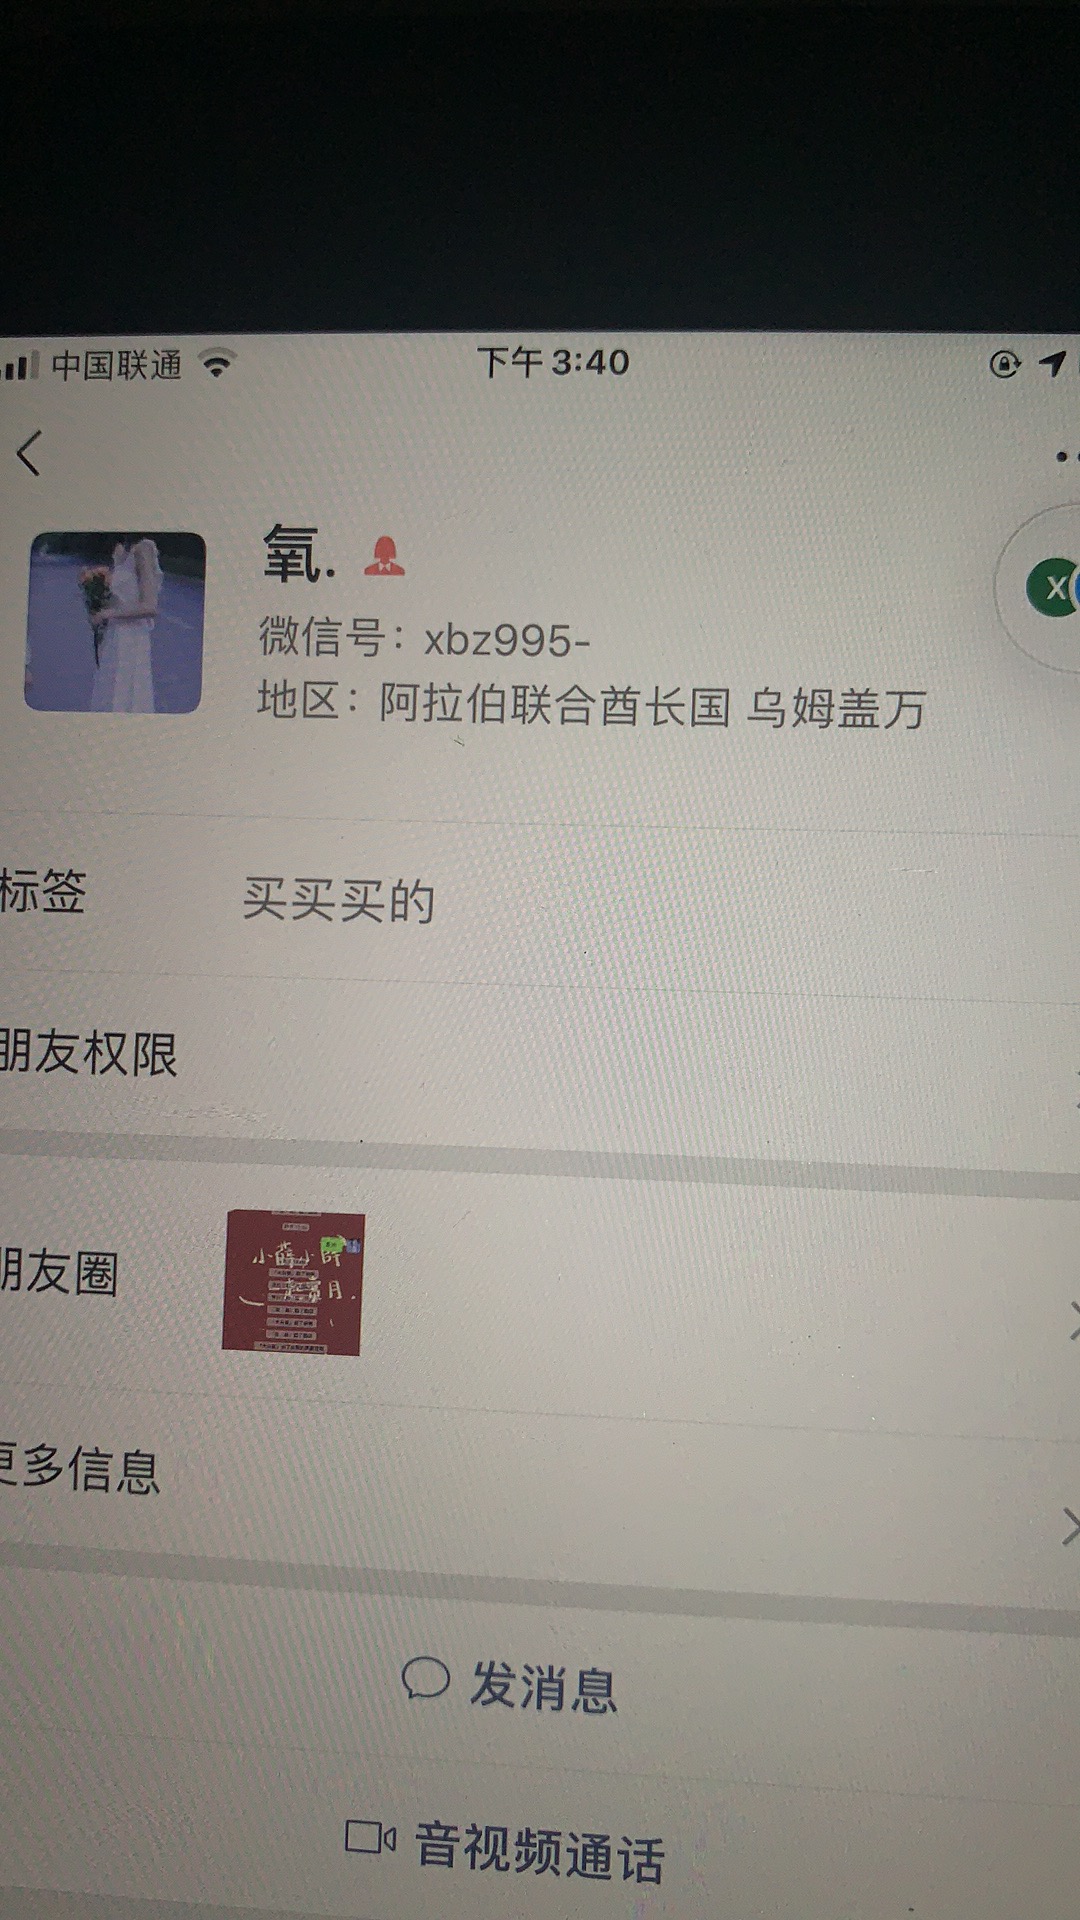 中国联通
下午3:40
氧.
微信号：xbz995-
地区：阿拉伯联合酋长国 乌姆盖万
标签
买买买的
朋友权限
朋友圈
小薛小
月.
更多信息
发消息
音视频通话